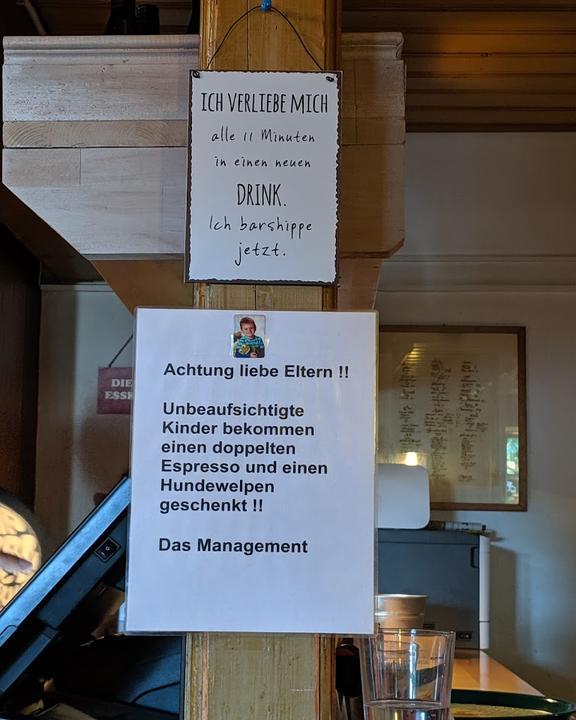 ICH VERLIEBE MICH
alle 11 Minuten
in einen neuen
DRINK.
Ich barshippe
jetzt.
Achtung liebe Eltern !!
Unbeaufsichtigte
Kinder bekommen
einen doppelten
Espresso und einen
Hundewelpen
geschenkt !!
Das Management
DIE